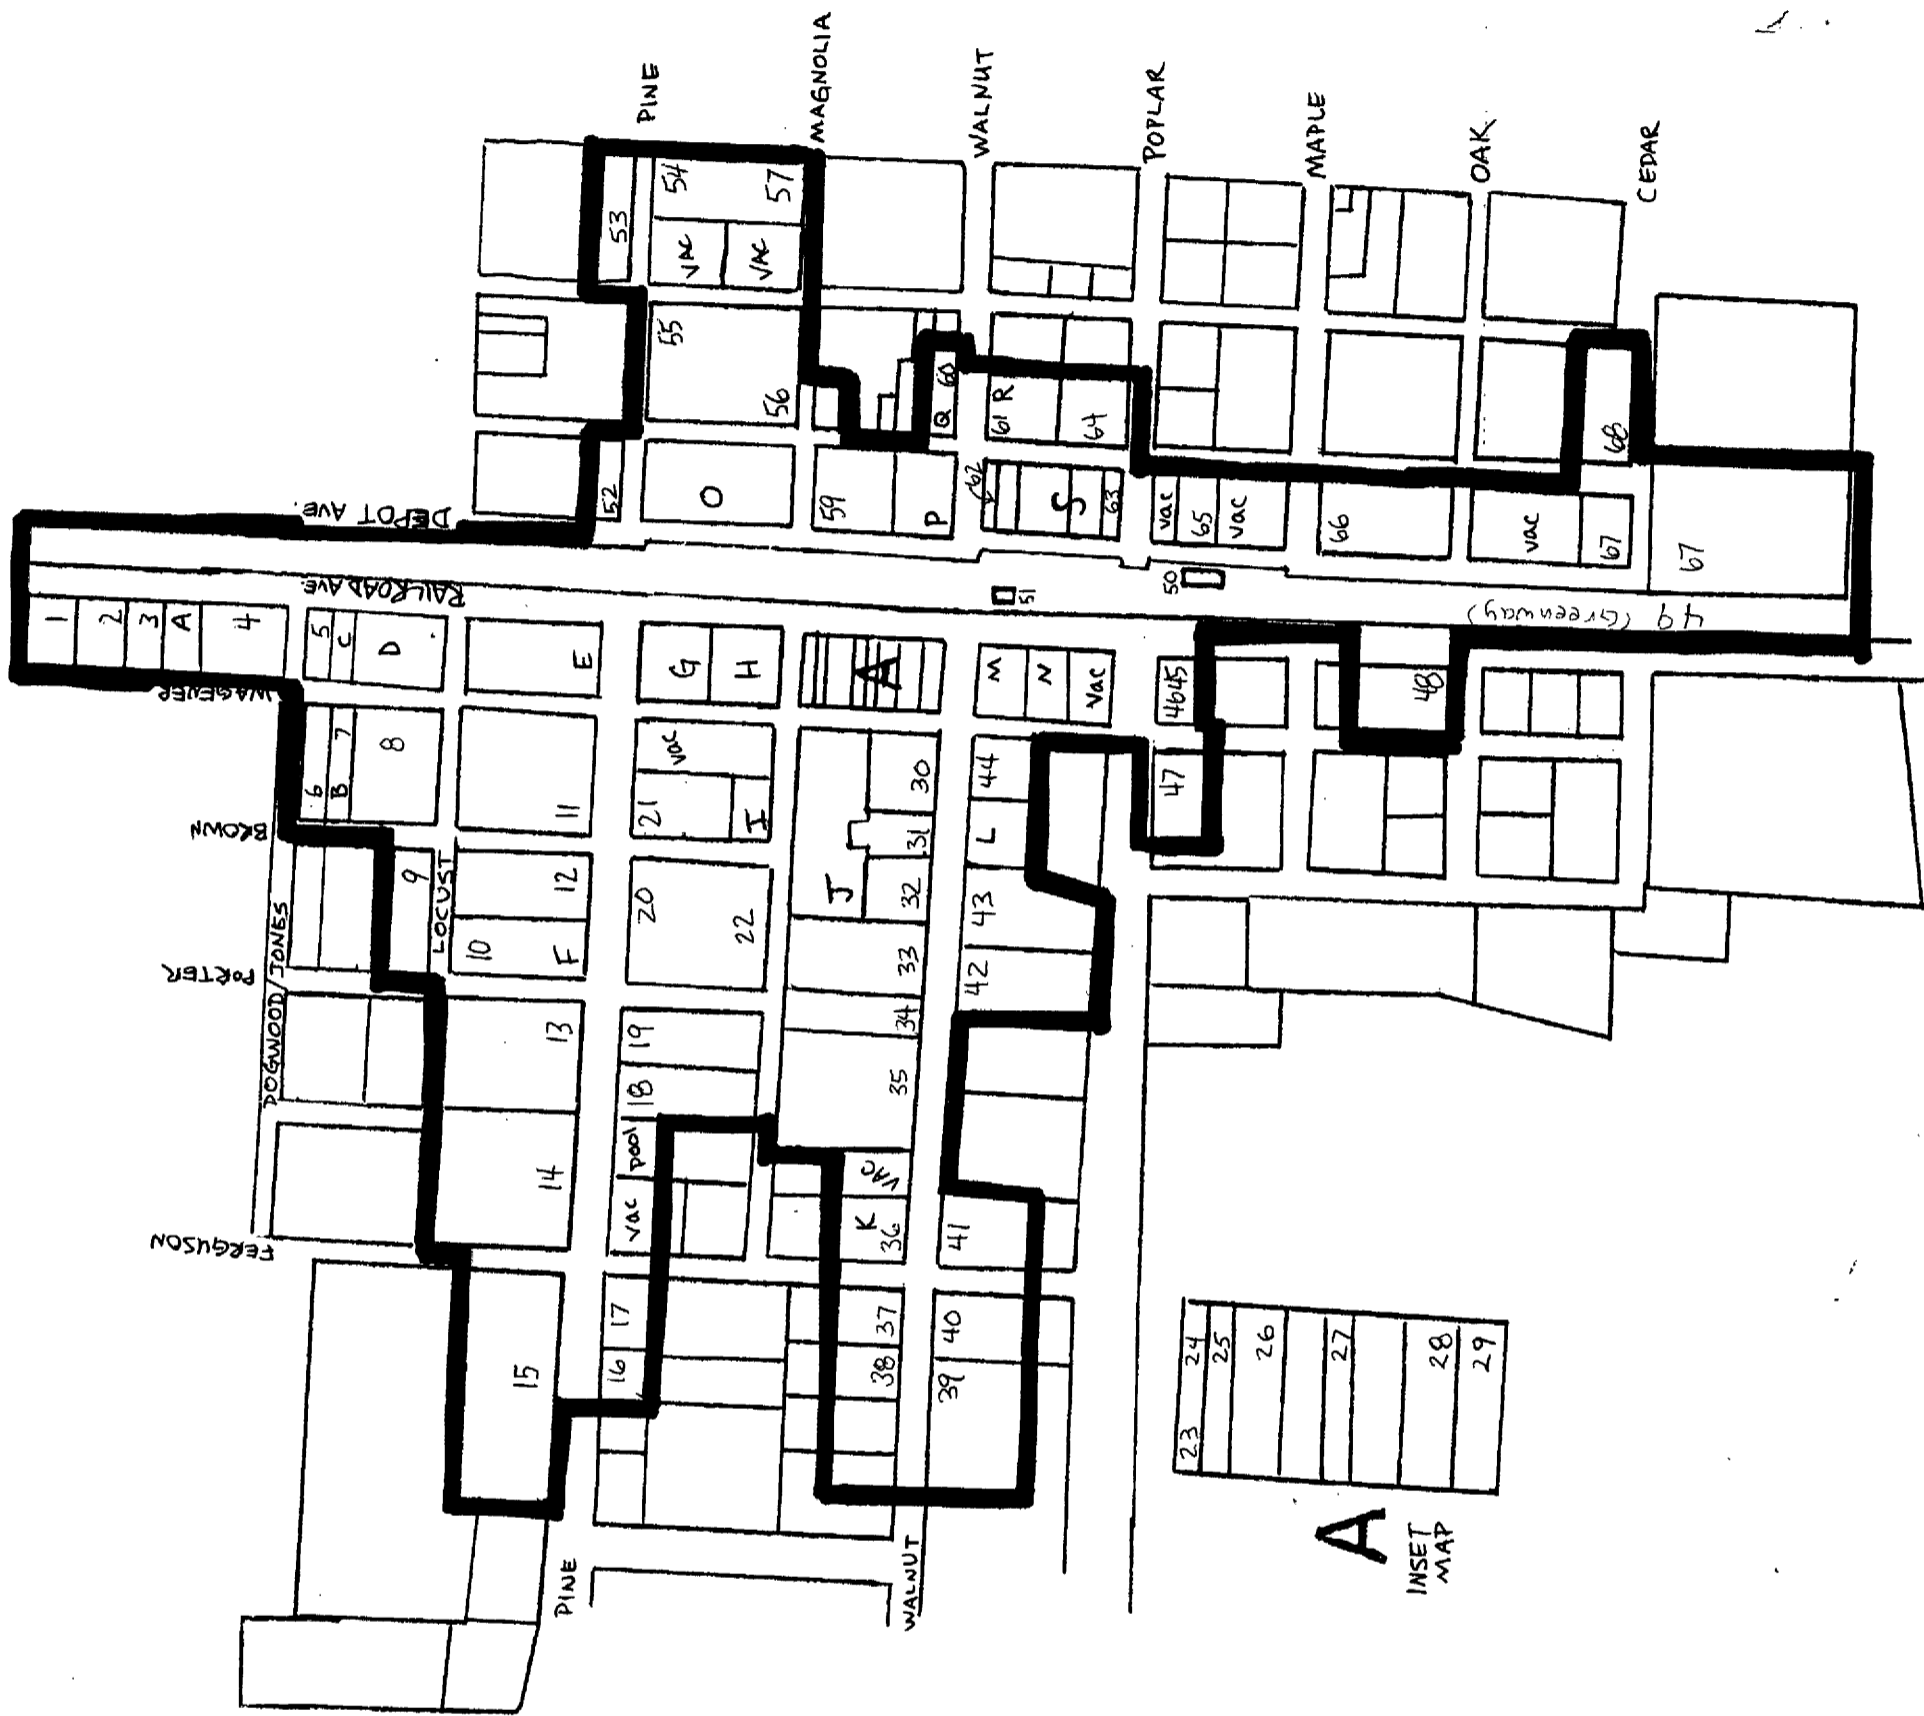 PINE
MAGNOLIA
WALNUT
POPLAR
MAPLE
OAK
CEDAR
DEPOT AVE.
RAILROAD AVE.
WAGENER
BROWN
DOGWOOD/JONES
PORTER
LOCUST
FERGUSON
PINE
WALNUT
1
2
3
A
4
5
C
D
E
G
H
A
M
N
vac
46 45
48
49 (Greenway)
50
51
6
B
7
8
11
21
vac
I
J
30
31
32
33
34
35
VAC
K
36
37
38
39
40
41
42
43
L
44
47
9
10
F
12
13
14
15
16
17
vac
pool
18
19
20
22
52
53
54
55
56
57
VAC
VAC
O
59
P
Q
60
61
R
62
S
63
64
vac
65
vac
66
vac
67
67
68
23
24
25
26
27
28
29
A
INSET
MAP